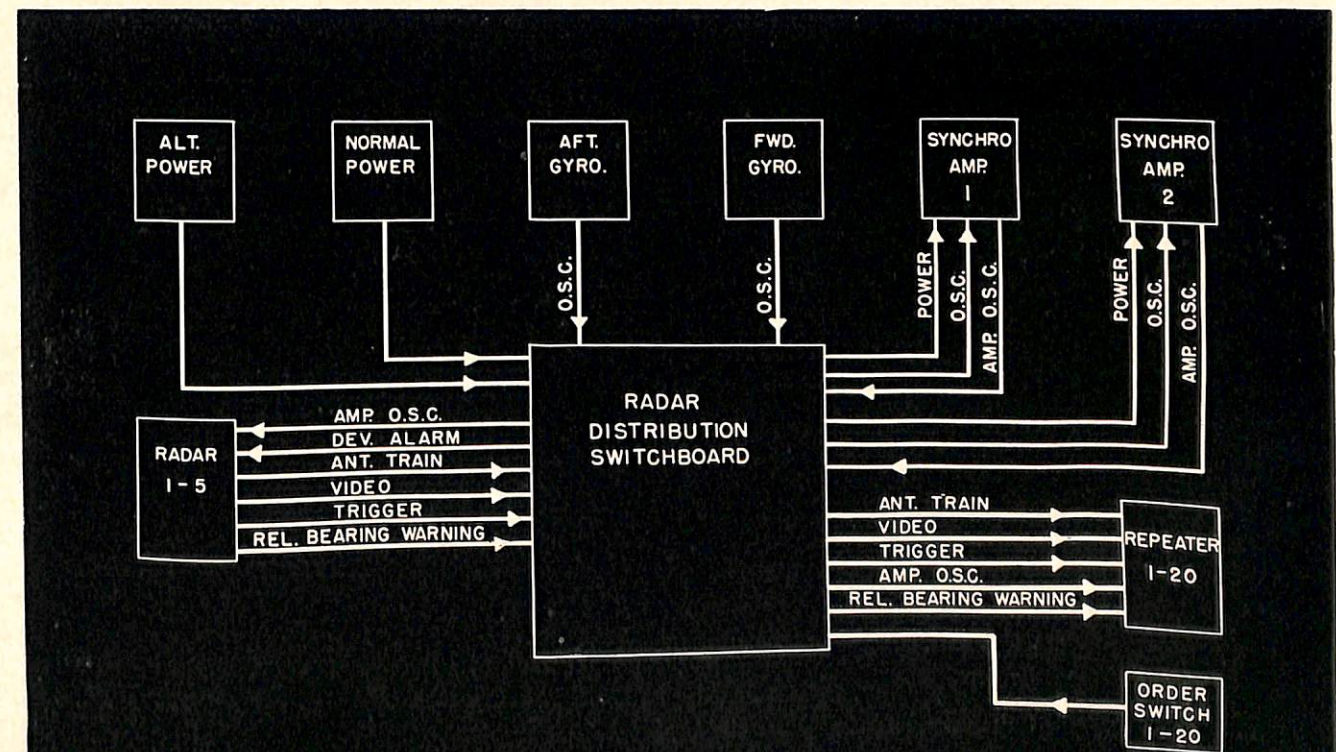 ALT.
POWER
NORMAL
POWER
AFT.
GYRO.
FWD.
GYRO.
SYNCHRO
AMP.
1
SYNCHRO
AMP.
2
O.S.C.
O.S.C.
POWER
O.S.C.
AMP. O.S.C.
POWER
O.S.C.
AMP. O.S.C.
RADAR
1-5
AMP. O.S.C.
DEV. ALARM
ANT. TRAIN
VIDEO
TRIGGER
REL. BEARING WARNING
RADAR
DISTRIBUTION
SWITCHBOARD
ANT. TRAIN
VIDEO
TRIGGER
AMP. O.S.C.
REL. BEARING WARNING
REPEATER
1-20
ORDER
SWITCH
1-20